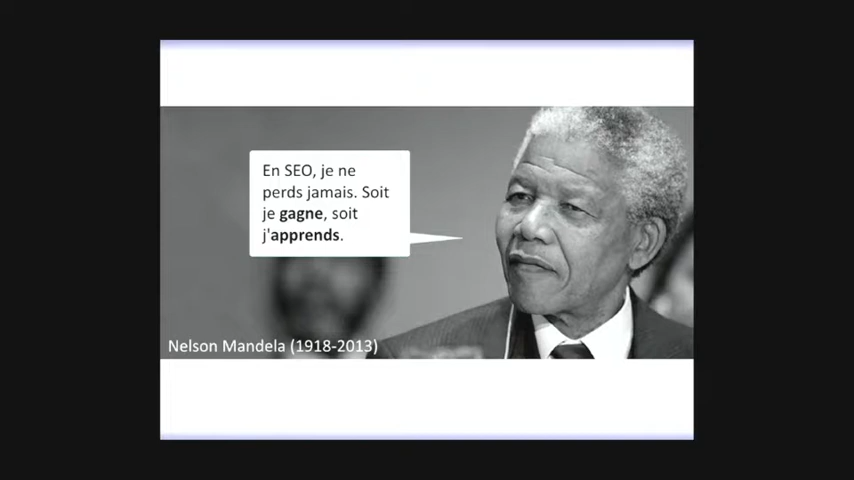 En SEO, je ne
perds jamais. Soit
je gagne, soit
j'apprends.
Nelson Mandela (1918-2013)